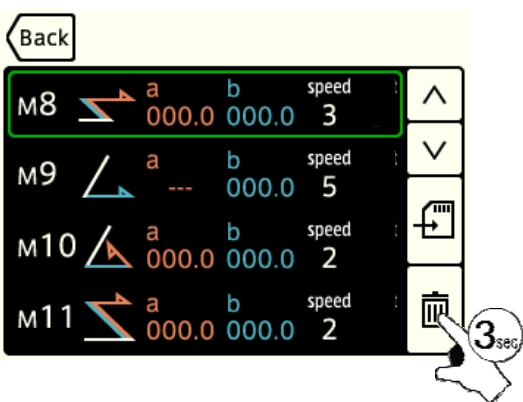 Back
M8 a b speed
000.0 000.0 3
M9 a b speed
--- 000.0 5
M10 a b speed
000.0 000.0 2
M11 a b speed
000.0 000.0 2
3sec